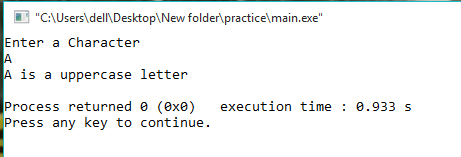 "C:\Users\dell\Desktop\New folder\practice\main.exe"
Enter a Character
A
A is a uppercase letter
Process returned 0 (0x0)   execution time : 0.933 s
Press any key to continue.